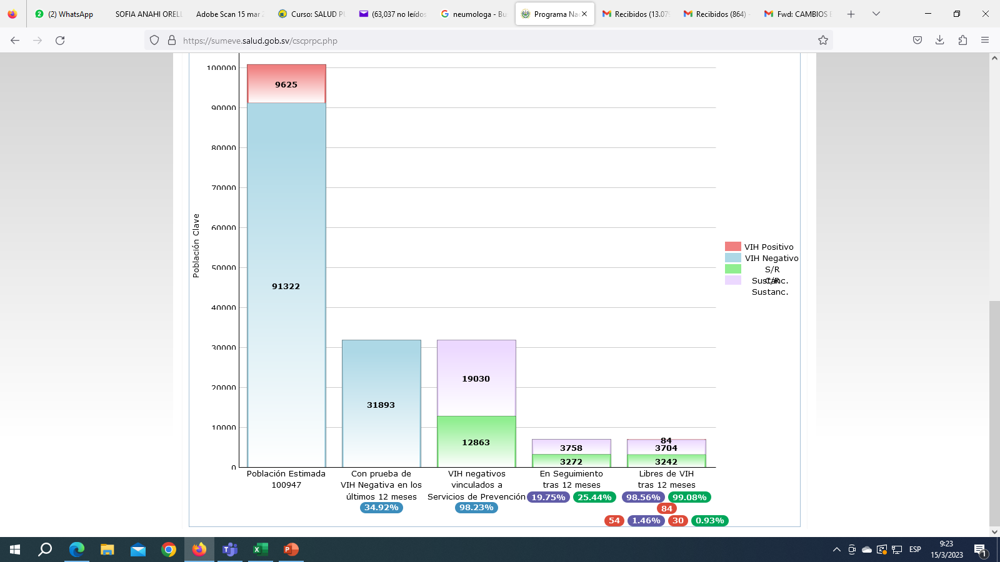 (2) WhatsApp
SOFIA ANAHI ORELL
Adobe Scan 15 mar 2
Curso: SALUD PU
(63,037 no leídos
neumologa - Bu
Programa Nac
Recibidos (13.079
Recibidos (864) -
Fwd: CAMBIOS E
https://sumeve.salud.gob.sv/cscprpc.php
100000
90000
80000
70000
60000
50000
40000
30000
20000
10000
0
Población Clave
9625
91322
31893
19030
12863
3758
3272
84
3704
3242
VIH Positivo
VIH Negativo
S/R
Sustanc.
C/R
Sustanc.
Población Estimada
100947
Con prueba de
VIH Negativa en los
últimos 12 meses
34.92%
VIH negativos
vinculados a
Servicios de Prevención
98.23%
En Seguimiento
tras 12 meses
19.75% 25.44%
Libres de VIH
tras 12 meses
98.56% 99.08%
84
54 1.46% 30 0.93%
ESP
9:23
15/3/2023
1